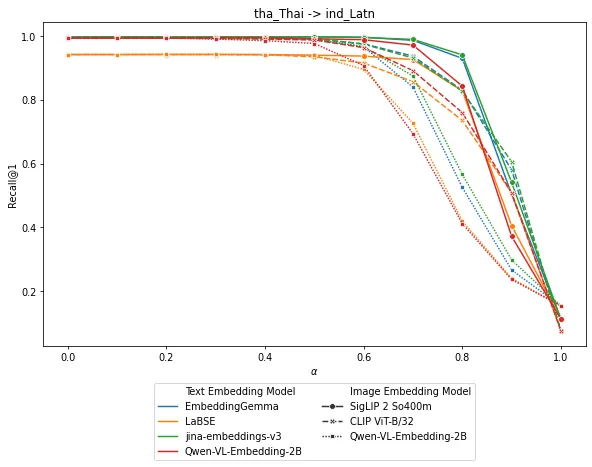 tha_Thai -> ind_Latn
1.0
0.8
0.6
0.4
0.2
Recall@1
0.0 0.2 0.4 0.6 0.8 1.0
α
Text Embedding Model Image Embedding Model
EmbeddingGemma SigLIP 2 So400m
LaBSE CLIP ViT-B/32
jina-embeddings-v3 Qwen-VL-Embedding-2B
Qwen-VL-Embedding-2B